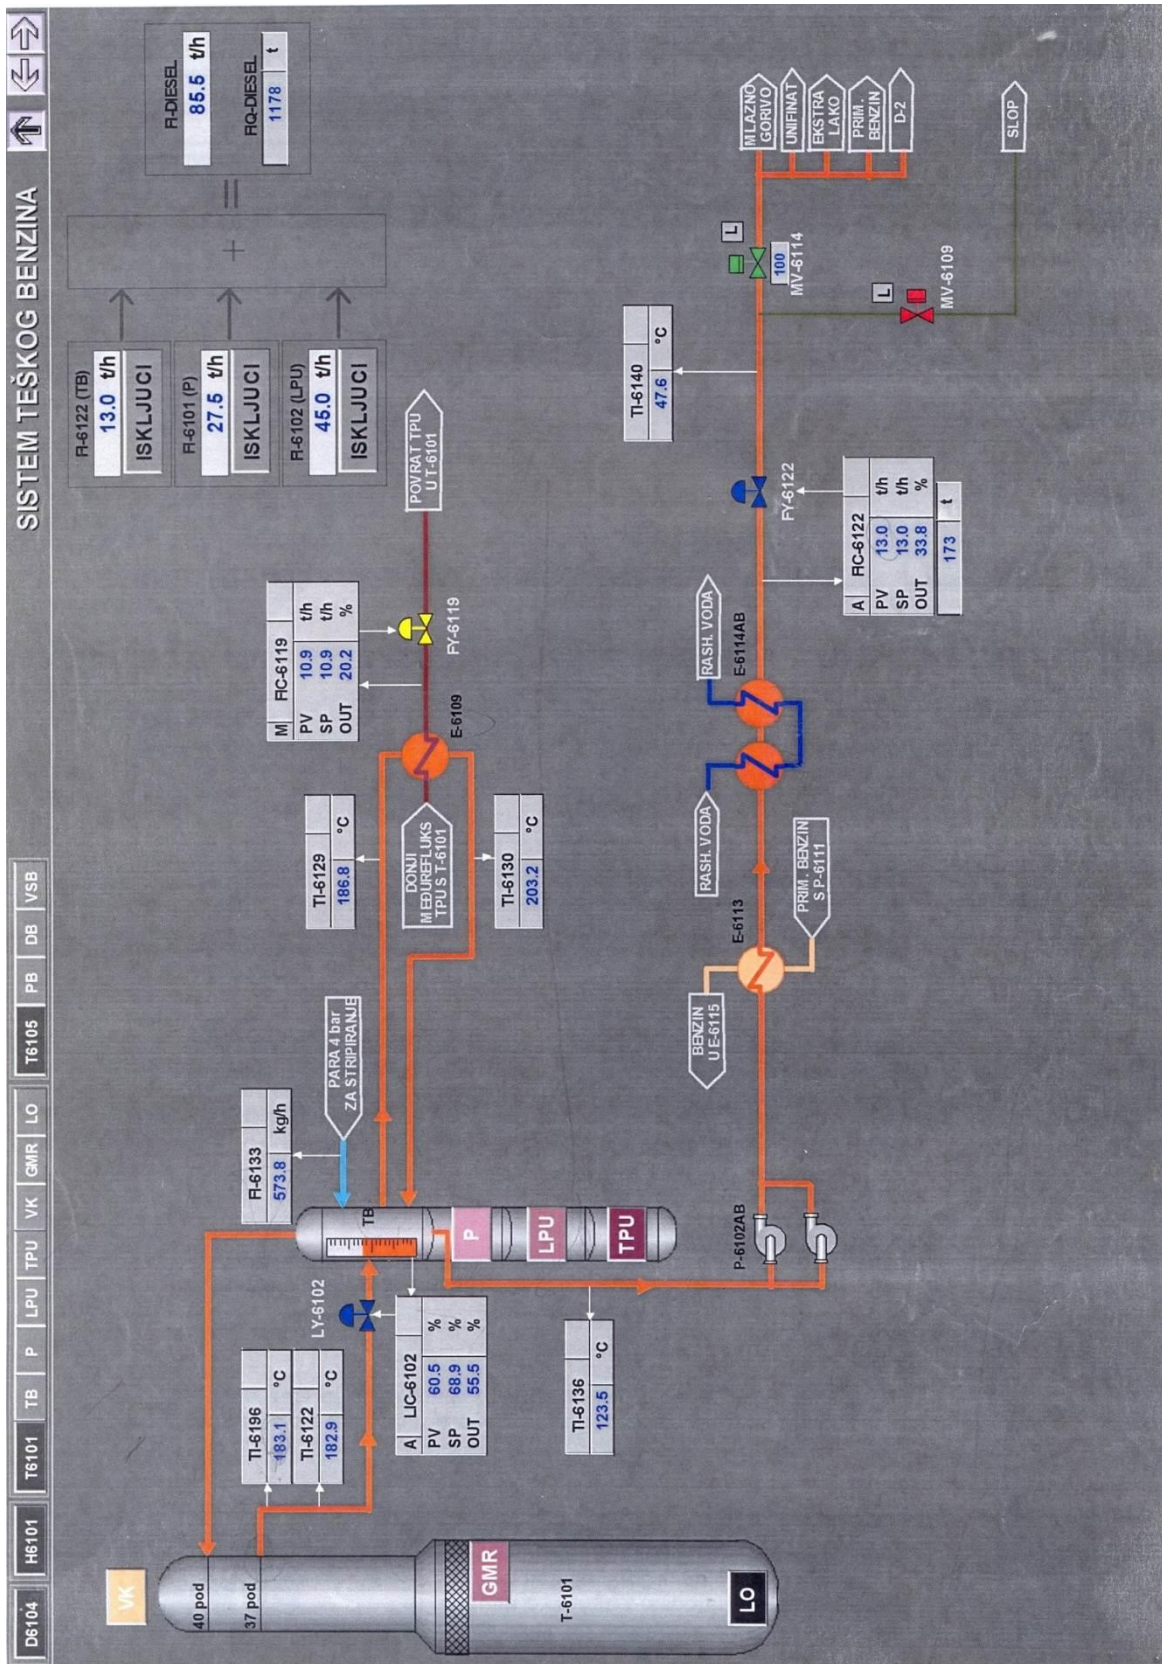 D6104 H6101 T6101 TB P LPU TPU VK GMR LO T6105 PB DB VSB
SISTEM TEŠKOG BENZINA
FI-6122 (TB)
13.0 t/h
ISKLJUCI
FI-6101 (P)
27.5 t/h
ISKLJUCI
FI-6102 (LPU)
45.0 t/h
ISKLJUCI
+
=
FI-DIESEL
85.5 t/h
FIQ-DIESEL
1178 t
VK
40 pod
37 pod
GMR
T-6101
LO
TI-6196
183.1 °C
TI-6122
182.9 °C
LY-6102
A LIC-6102
PV 60.5 %
SP 68.9 %
OUT 55.5 %
FI-6133
573.8 kg/h
PARA 4 bar
ZA STRIPIRANJE
TB
P
LPU
TPU
TI-6136
123.5 °C
TI-6129
186.8 °C
DONJI
MEĐUREFLUKS
TPU S T-6101
TI-6130
203.2 °C
E-6109
M FIC-6119
PV 10.9 t/h
SP 10.9 t/h
OUT 20.2 %
FY-6119
POVRAT TPU
U T-6101
P-6102AB
BENZIN
U E-6115
E-6113
PRIM. BENZIN
S P-6111
RASH. VODA
RASH. VODA
E-6114AB
A FIC-6122
PV 13.0 t/h
SP 13.0 t/h
OUT 33.8 %
173 t
FY-6122
TI-6140
47.6 °C
L
100
MV-6114
L
MV-6109
MLAZNO
GORIVO
UNIFINAT
EKSTRA
LAKO
PRIM.
BENZIN
D-2
SLOP